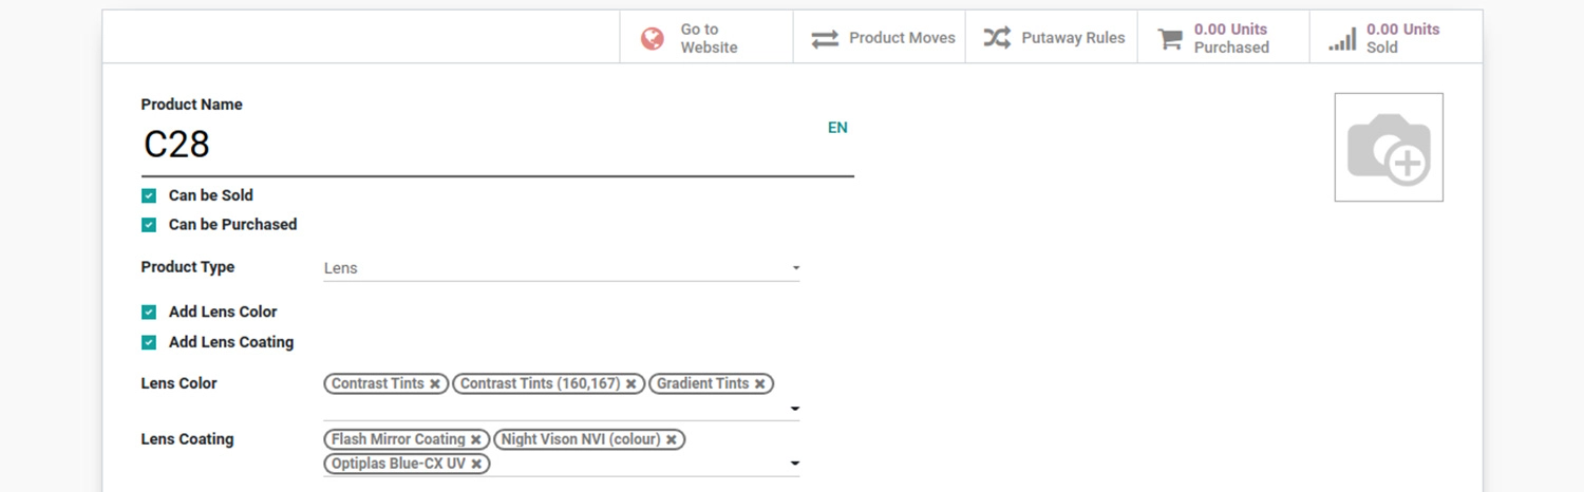 Go to
Website
Product Moves
Putaway Rules
0.00 Units
Purchased
0.00 Units
Sold
Product Name
C28
EN
Can be Sold
Can be Purchased
Product Type Lens
Add Lens Color
Add Lens Coating
Lens Color Contrast Tints × Contrast Tints (160,167) × Gradient Tints ×
Lens Coating Flash Mirror Coating × Night Vison NVI (colour) ×
Optiplas Blue-CX UV ×